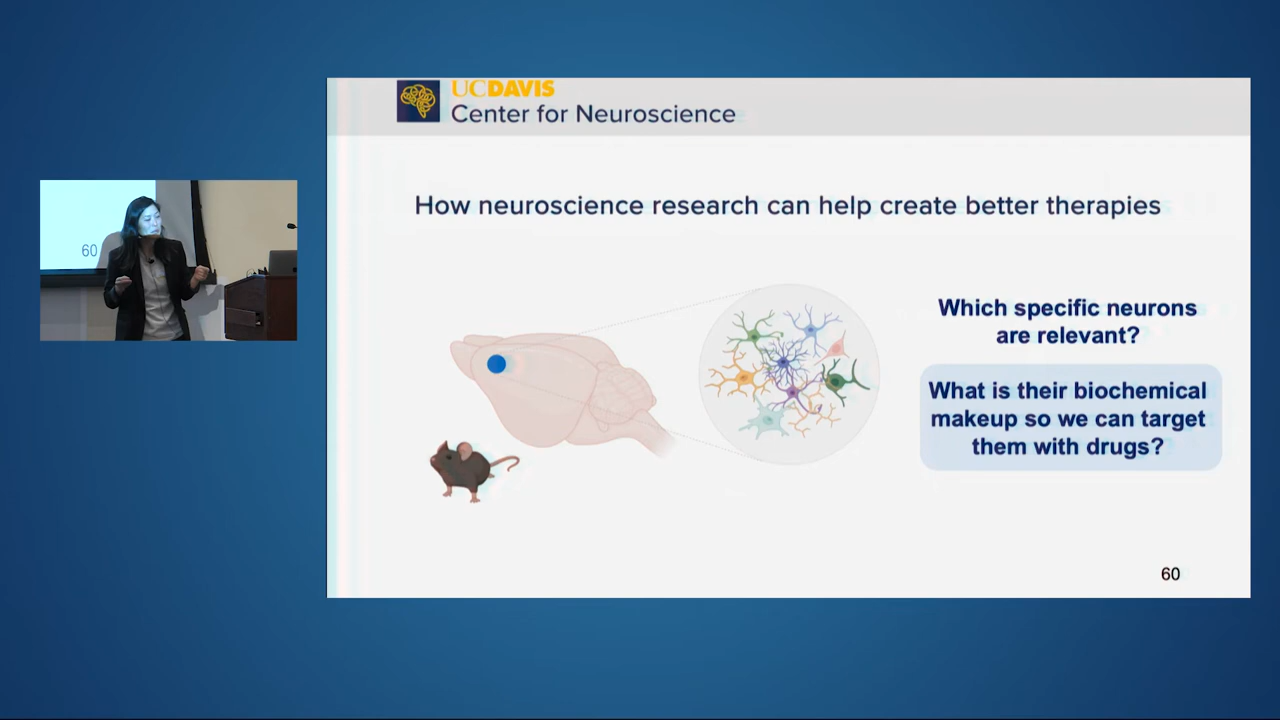 UCDAVIS
Center for Neuroscience
How neuroscience research can help create better therapies
Which specific neurons
are relevant?
What is their biochemical
makeup so we can target
them with drugs?
60
60